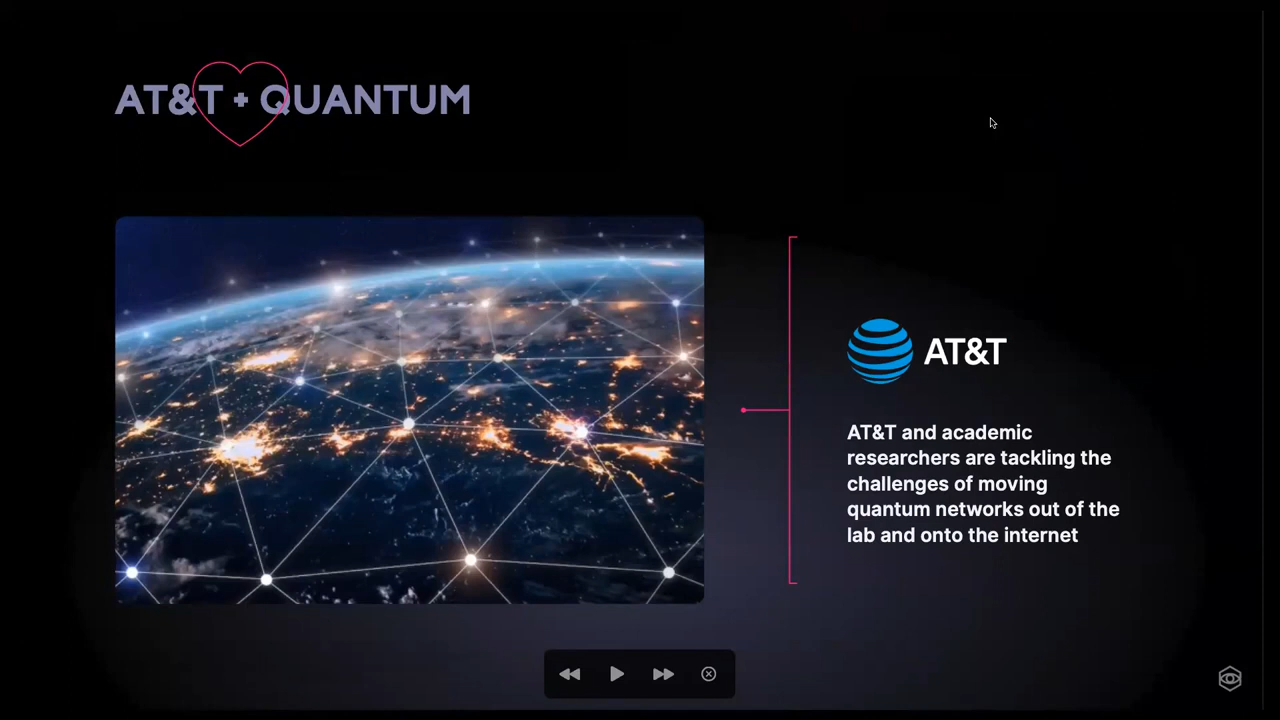 AT&T + QUANTUM
AT&T
AT&T and academic
researchers are tackling the
challenges of moving
quantum networks out of the
lab and onto the internet